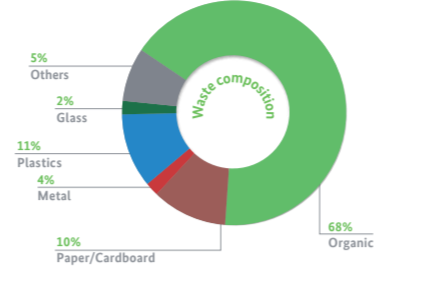 5%
Others
2%
Glass
11%
Plastics
4%
Metal
10%
Paper/Cardboard
Waste composition
68%
Organic